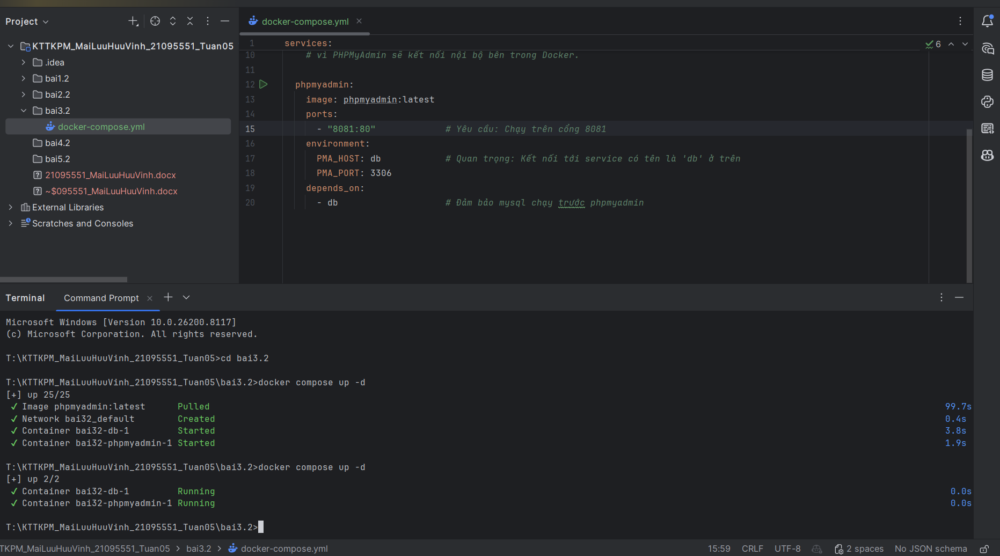 Project
KTTKPM_MaiLuuHuuVinh_21095551_Tuan05
.idea
bai1.2
bai2.2
bai3.2
docker-compose.yml
bai4.2
bai5.2
21095551_MaiLuuHuuVinh.docx
~$095551_MaiLuuHuuVinh.docx
External Libraries
Scratches and Consoles
docker-compose.yml
6
1 services:
10 # vì PHPMyAdmin sẽ kết nối nội bộ bên trong Docker.
11
12 phpmyadmin:
13 image: phpmyadmin:latest
14 ports:
15 - "8081:80" # Yêu cầu: Chạy trên cổng 8081
16 environment:
17 PMA_HOST: db # Quan trọng: Kết nối tới service có tên là 'db' ở trên
18 PMA_PORT: 3306
19 depends_on:
20 - db # Đảm bảo mysql chạy trước phpmyadmin
Terminal Command Prompt
Microsoft Windows [Version 10.0.26200.8117]
(c) Microsoft Corporation. All rights reserved.
T:\KTTKPM_MaiLuuHuuVinh_21095551_Tuan05>cd bai3.2
T:\KTTKPM_MaiLuuHuuVinh_21095551_Tuan05\bai3.2>docker compose up -d
[+] up 25/25
✓ Image phpmyadmin:latest Pulled 99.7s
✓ Network bai32_default Created 0.4s
✓ Container bai32-db-1 Started 3.8s
✓ Container bai32-phpmyadmin-1 Started 1.9s
T:\KTTKPM_MaiLuuHuuVinh_21095551_Tuan05\bai3.2>docker compose up -d
[+] up 2/2
✓ Container bai32-db-1 Running 0.0s
✓ Container bai32-phpmyadmin-1 Running 0.0s
T:\KTTKPM_MaiLuuHuuVinh_21095551_Tuan05\bai3.2>
TKPM_MaiLuuHuuVinh_21095551_Tuan05 > bai3.2 > docker-compose.yml 15:59 CRLF UTF-8 2 spaces No JSON schema